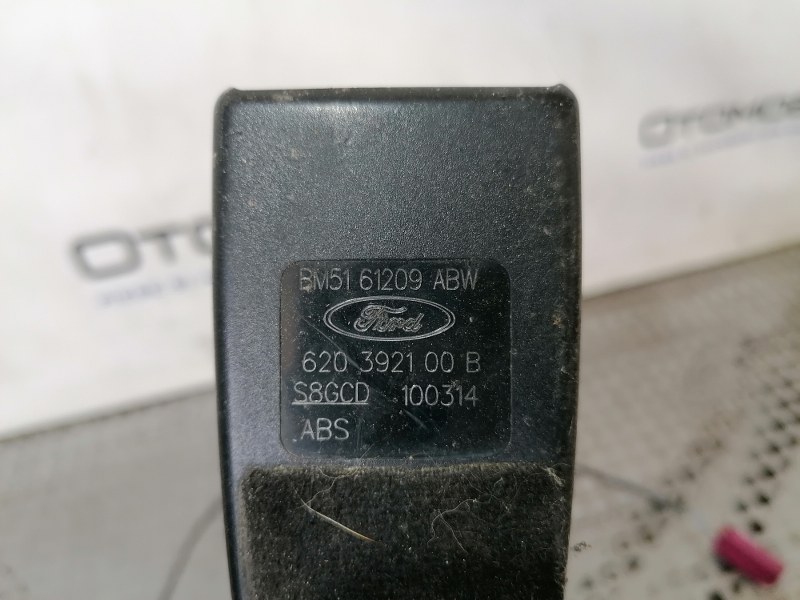 BM51 61209 ABW
Ford
620 3921 00 B
S8GCD 100314
ABS